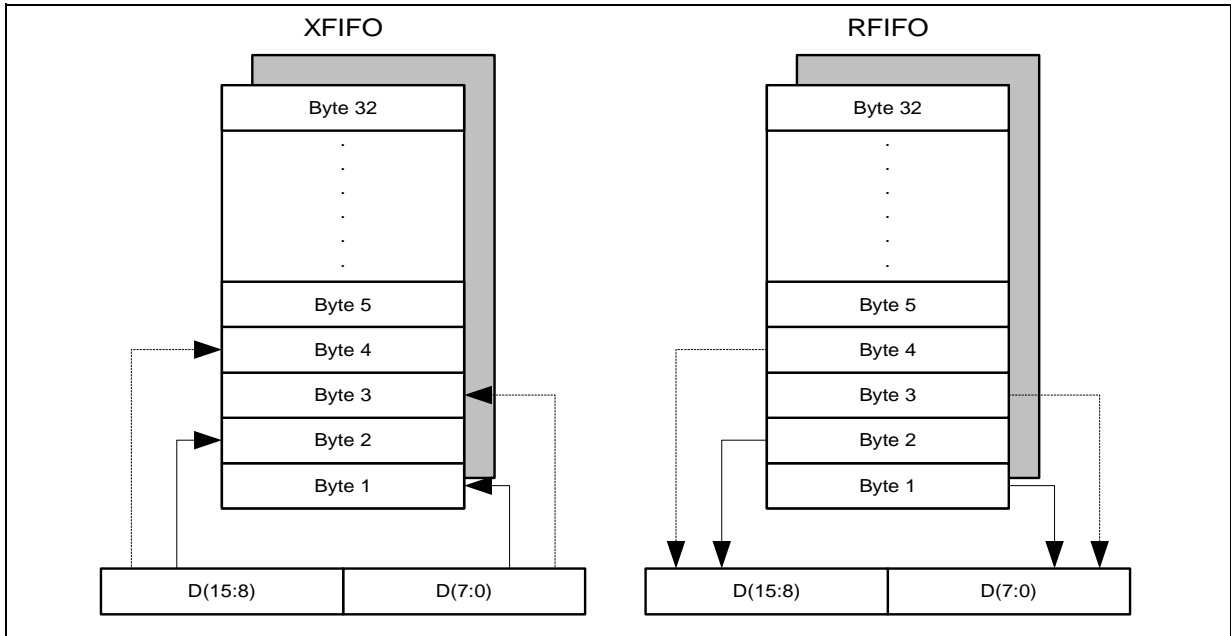 XFIFO
Byte 32
Byte 5
Byte 4
Byte 3
Byte 2
Byte 1
D(15:8) D(7:0)
RFIFO
Byte 32
Byte 5
Byte 4
Byte 3
Byte 2
Byte 1
D(15:8) D(7:0)